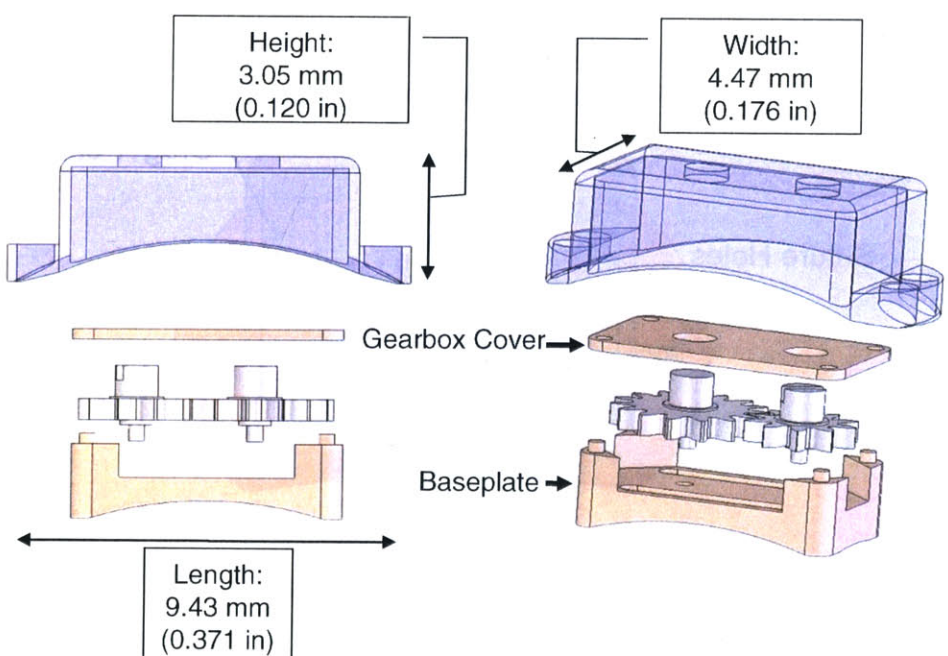 Height:
3.05 mm
(0.120 in)
Width:
4.47 mm
(0.176 in)
Gearbox Cover
Baseplate
Length:
9.43 mm
(0.371 in)